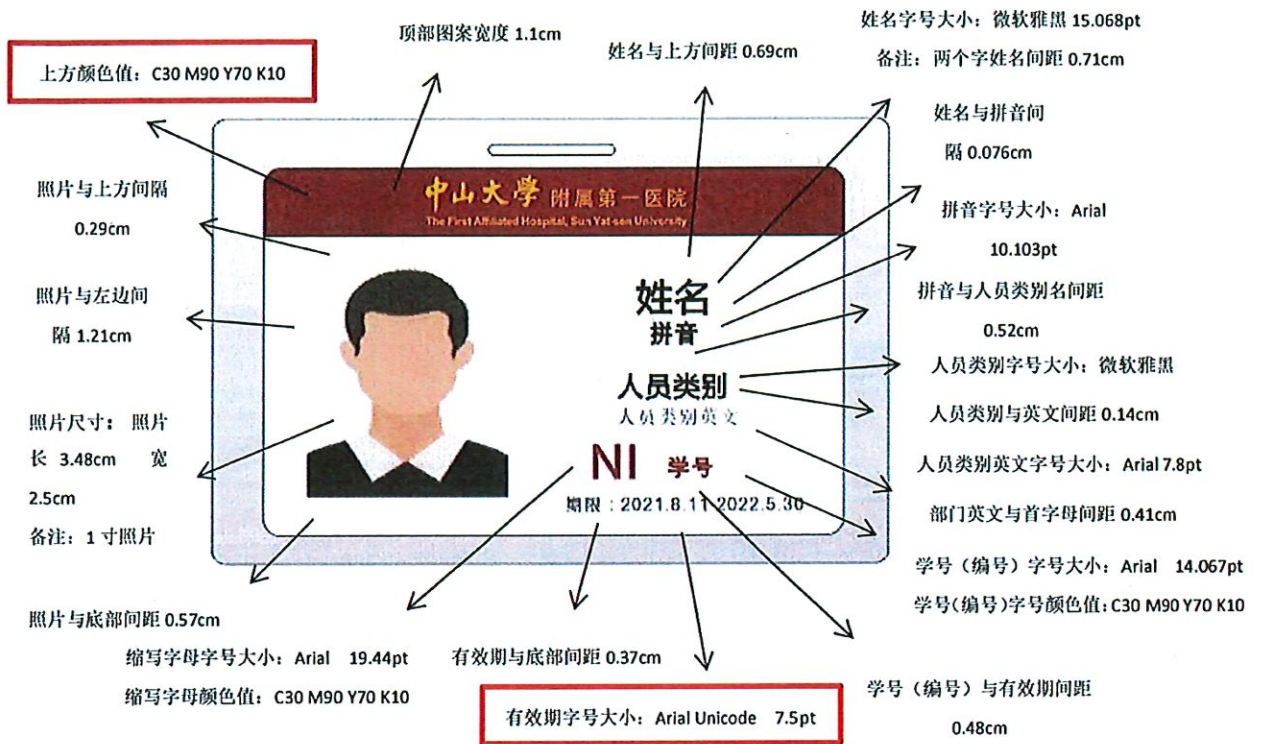 姓名字号大小：微软雅黑 15.068pt
备注：两个字姓名间距 0.71cm
顶部图案宽度 1.1cm
姓名与上方间距 0.69cm
上方颜色值：C30 M90 Y70 K10
姓名与拼音间
隔 0.076cm
照片与上方间隔
0.29cm
中山大學 附属第一医院
The First Affiliated Hospital, Sun Yat-sen University
拼音字号大小：Arial
10.103pt
照片与左边间
隔 1.21cm
姓名
拼音
拼音与人员类别名间距
0.52cm
人员类别
人员类别英文
人员类别字号大小：微软雅黑
人员类别与英文间距 0.14cm
照片尺寸：照片
长 3.48cm 宽
2.5cm
备注：1 寸照片
NI 学号
期限：2021.8.11-2022.5.30
人员类别英文字号大小：Arial 7.8pt
部门英文与首字母间距 0.41cm
学号（编号）字号大小：Arial 14.067pt
学号(编号)字号颜色值：C30 M90 Y70 K10
照片与底部间距 0.57cm
缩写字母字号大小：Arial 19.44pt
缩写字母颜色值：C30 M90 Y70 K10
有效期与底部间距 0.37cm
有效期字号大小：Arial Unicode 7.5pt
学号（编号）与有效期间距
0.48cm